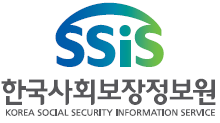 SSiS
한국사회보장정보원
KOREA SOCIAL SECURITY INFORMATION SERVICE